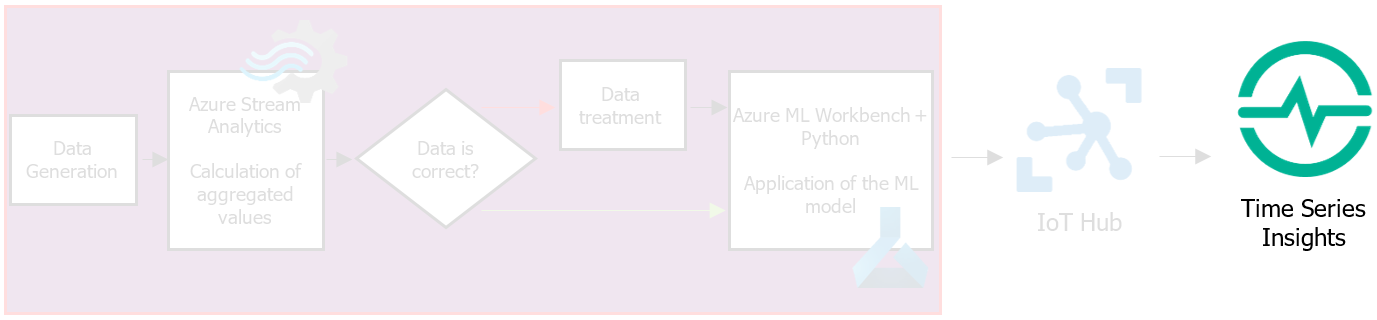 Data
Generation
Azure Stream
Analytics
Calculation of
aggregated
values
Data is
correct?
Data
treatment
Azure ML Workbench +
Python
Application of the ML
model
IoT Hub
Time Series
Insights